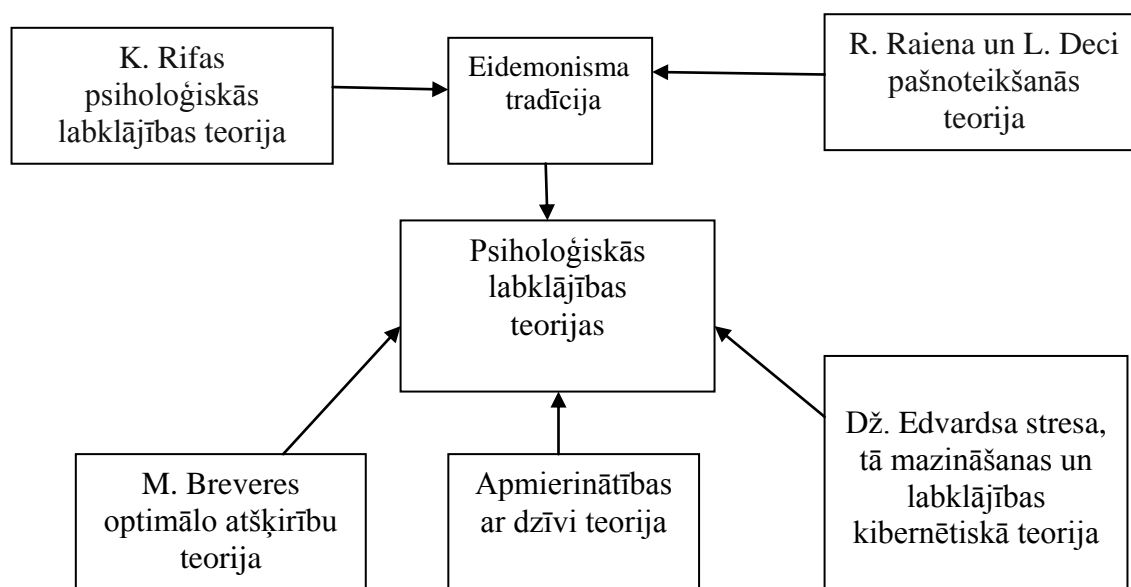 K. Rifas
psiholoģiskās
labklājības teorija
Eidemonisma
tradīcija
R. Raiena un L. Deci
pašnoteikšanās
teorija
Psiholoģiskās
labklājības
teorijas
M. Breveres
optimālo atšķirību
teorija
Apmierinātības
ar dzīvi teorija
Dž. Edvardsa stresa,
tā mazināšanas un
labklājības
kibernētiskā teorija